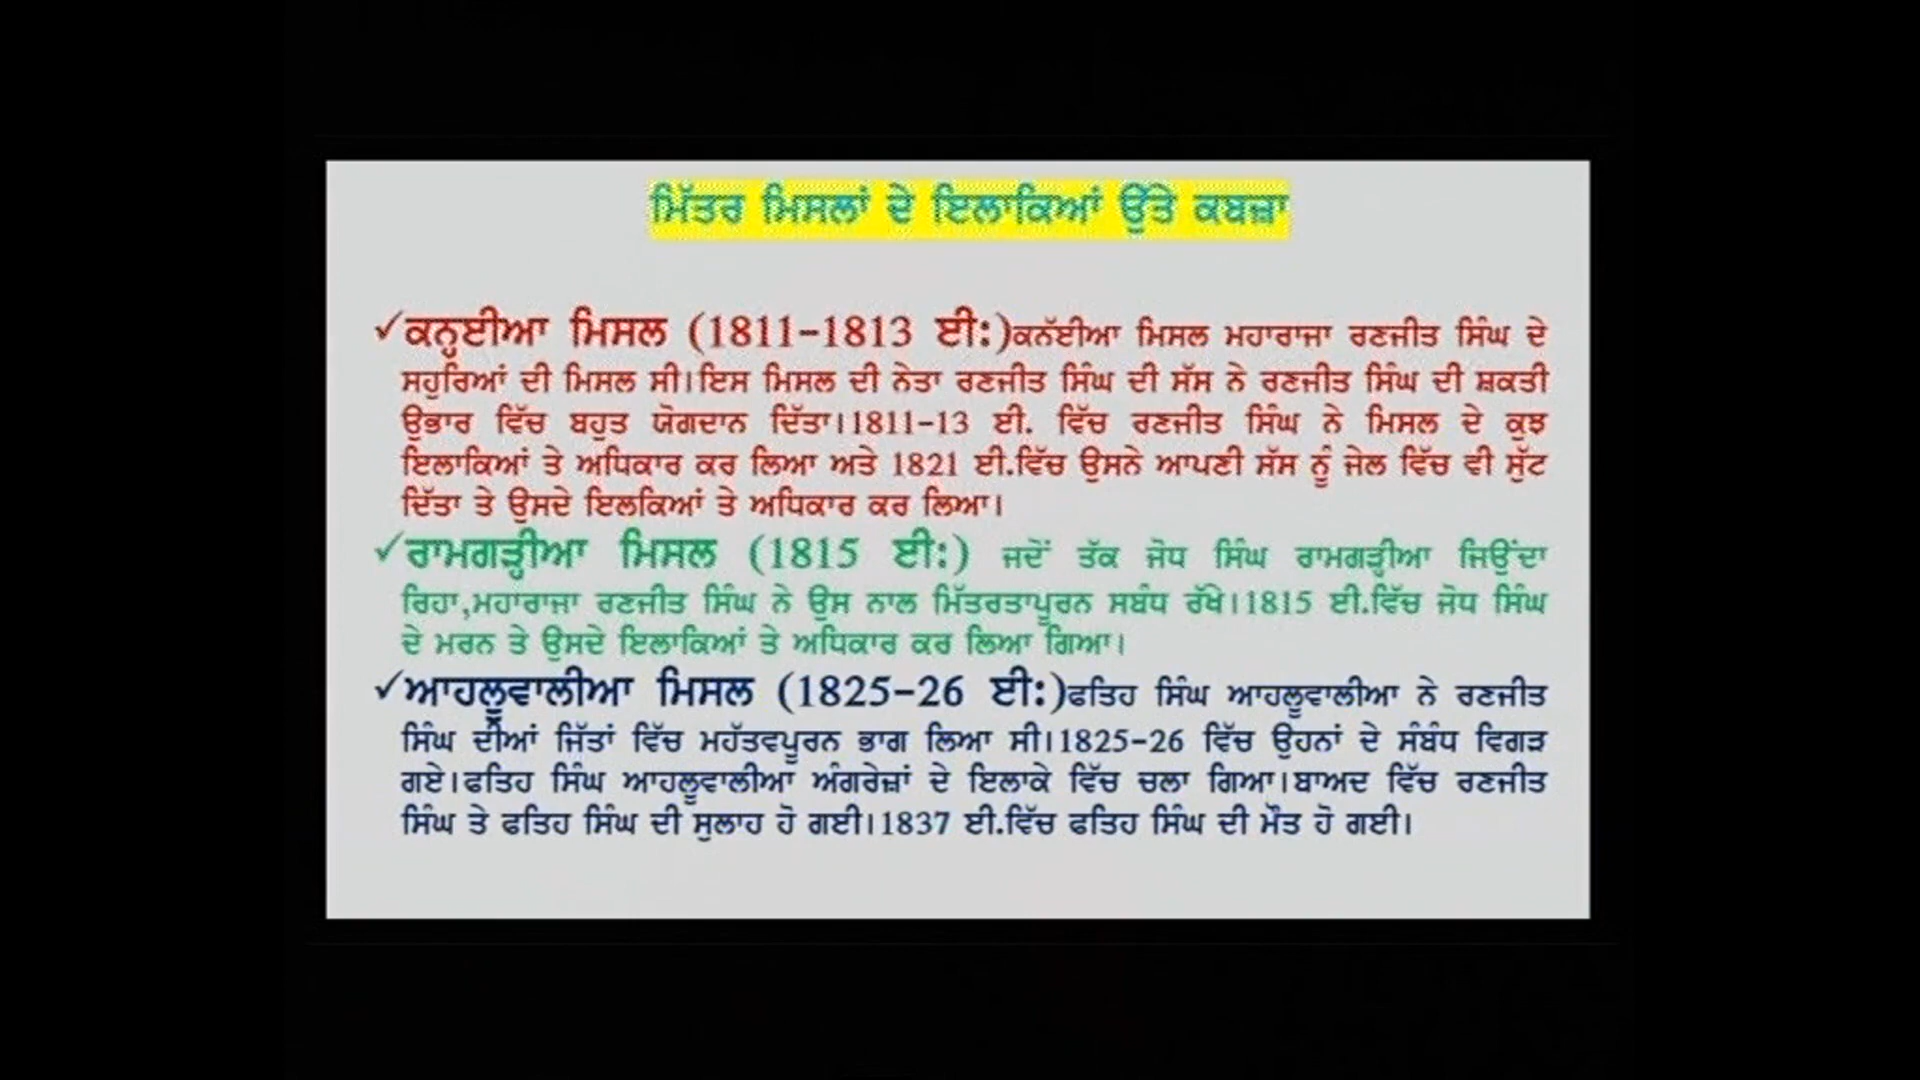 ਮਿੱਤਰ ਮਿਸਲਾਂ ਦੇ ਇਲਾਕਿਆਂ ਉੱਤੇ ਕਬਜ਼ਾ
✓ਕਨ੍ਹਈਆ ਮਿਸਲ (1811-1813 ਈ:)ਕਨੱਈਆ ਮਿਸਲ ਮਹਾਰਾਜਾ ਰਣਜੀਤ ਸਿੰਘ ਦੇ
ਸਹੁਰਿਆਂ ਦੀ ਮਿਸਲ ਸੀ।ਇਸ ਮਿਸਲ ਦੀ ਨੇਤਾ ਰਣਜੀਤ ਸਿੰਘ ਦੀ ਸੱਸ ਨੇ ਰਣਜੀਤ ਸਿੰਘ ਦੀ ਸ਼ਕਤੀ
ਉਭਾਰ ਵਿੱਚ ਬਹੁਤ ਯੋਗਦਾਨ ਦਿੱਤਾ।1811-13 ਈ. ਵਿੱਚ ਰਣਜੀਤ ਸਿੰਘ ਨੇ ਮਿਸਲ ਦੇ ਕੁਝ
ਇਲਾਕਿਆਂ ਤੇ ਅਧਿਕਾਰ ਕਰ ਲਿਆ ਅਤੇ 1821 ਈ.ਵਿੱਚ ਉਸਨੇ ਆਪਣੀ ਸੱਸ ਨੂੰ ਜੇਲ ਵਿੱਚ ਵੀ ਸੁੱਟ
ਦਿੱਤਾ ਤੇ ਉਸਦੇ ਇਲਕਿਆਂ ਤੇ ਅਧਿਕਾਰ ਕਰ ਲਿਆ।
✓ਰਾਮਗੜ੍ਹੀਆ ਮਿਸਲ (1815 ਈ:) ਜਦੋਂ ਤੱਕ ਜੋਧ ਸਿੰਘ ਰਾਮਗੜ੍ਹੀਆ ਜਿਉਂਦਾ
ਰਿਹਾ,ਮਹਾਰਾਜਾ ਰਣਜੀਤ ਸਿੰਘ ਨੇ ਉਸ ਨਾਲ ਮਿੱਤਰਤਾਪੂਰਨ ਸਬੰਧ ਰੱਖੇ।1815 ਈ.ਵਿੱਚ ਜੋਧ ਸਿੰਘ
ਦੇ ਮਰਨ ਤੇ ਉਸਦੇ ਇਲਾਕਿਆਂ ਤੇ ਅਧਿਕਾਰ ਕਰ ਲਿਆ ਗਿਆ।
✓ਆਹਲੂਵਾਲੀਆ ਮਿਸਲ (1825-26 ਈ:)ਫਤਿਹ ਸਿੰਘ ਆਹਲੂਵਾਲੀਆ ਨੇ ਰਣਜੀਤ
ਸਿੰਘ ਦੀਆਂ ਜਿੱਤਾਂ ਵਿੱਚ ਮਹੱਤਵਪੂਰਨ ਭਾਗ ਲਿਆ ਸੀ।1825-26 ਵਿੱਚ ਉਹਨਾਂ ਦੇ ਸੰਬੰਧ ਵਿਗੜ
ਗਏ।ਫਤਿਹ ਸਿੰਘ ਆਹਲੂਵਾਲੀਆ ਅੰਗਰੇਜ਼ਾਂ ਦੇ ਇਲਾਕੇ ਵਿੱਚ ਚਲਾ ਗਿਆ।ਬਾਅਦ ਵਿੱਚ ਰਣਜੀਤ
ਸਿੰਘ ਤੇ ਫਤਿਹ ਸਿੰਘ ਦੀ ਸੁਲਾਹ ਹੋ ਗਈ।1837 ਈ.ਵਿੱਚ ਫਤਿਹ ਸਿੰਘ ਦੀ ਮੌਤ ਹੋ ਗਈ।